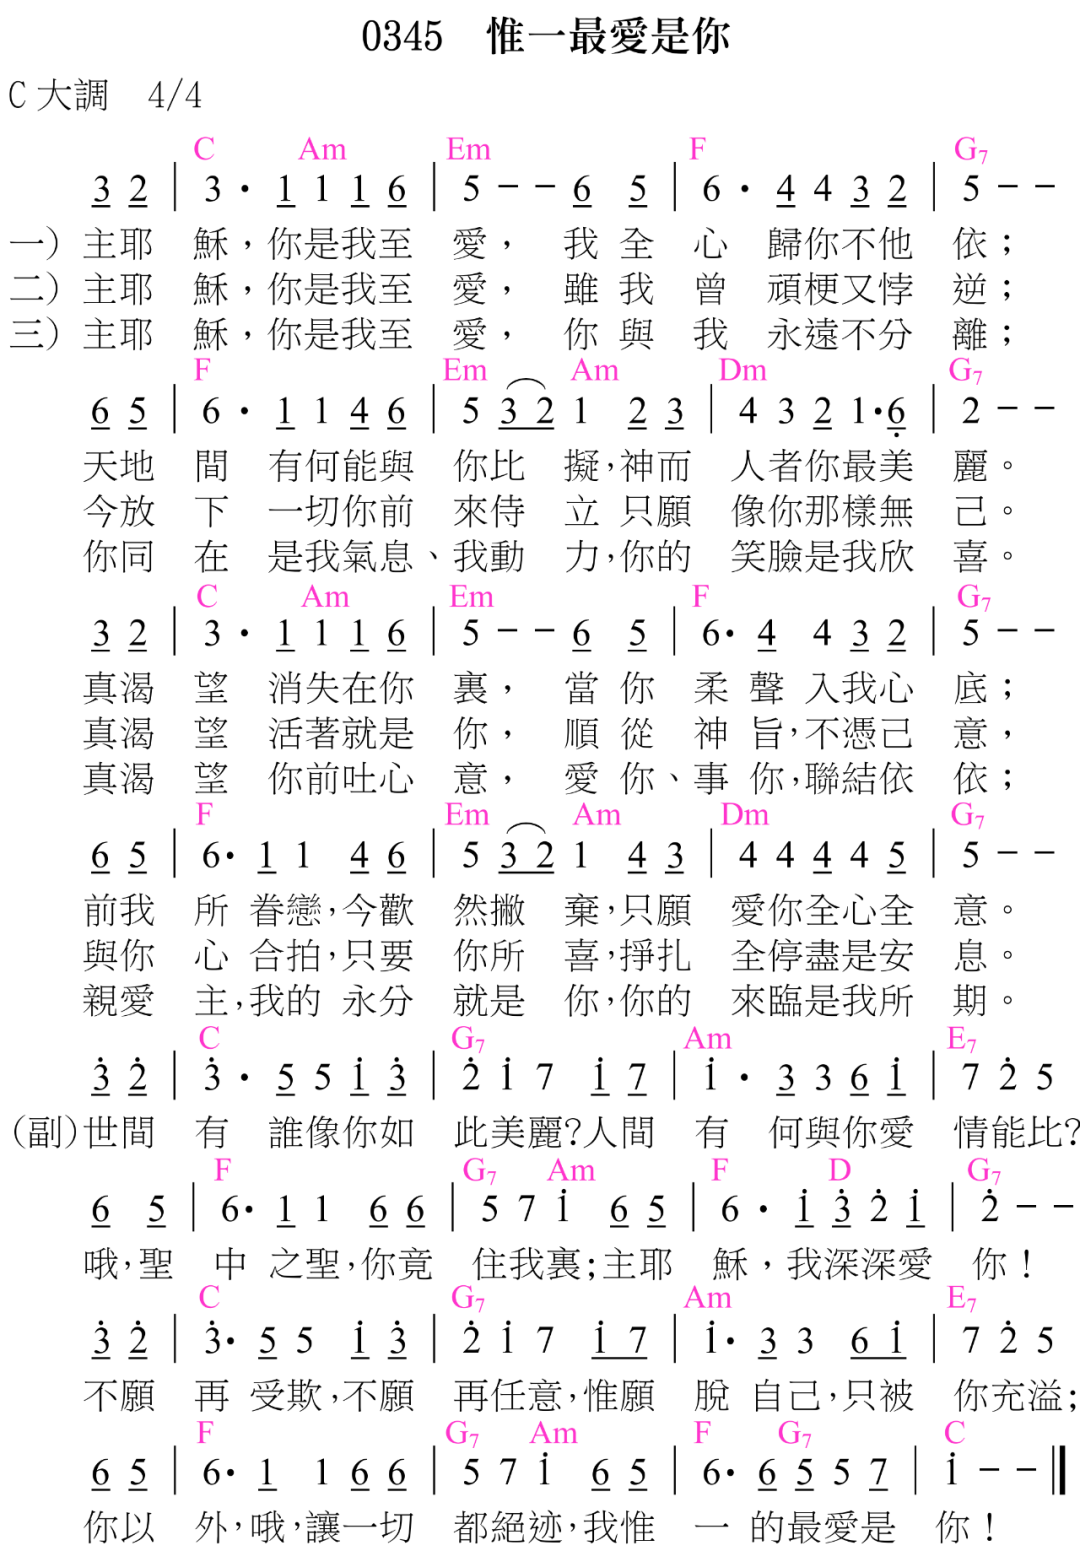 0345 惟一最愛是你
C大調 4/4
C Am Em F G7
3 2 | 3 · 1 1 1 6 | 5 - - 6 5 | 6 · 4 4 3 2 | 5 - -
一) 主耶 穌，你是我至 愛， 我 全 心 歸你不他 依；
二) 主耶 穌，你是我至 愛， 雖 我 曾 頑梗又悖 逆；
三) 主耶 穌，你是我至 愛， 你 與 我 永遠不分 離；
F Em Am Dm G7
6 5 | 6 · 1 1 4 6 | 5 3 2 1 2 3 | 4 3 2 1·6 | 2 - -
天地 間 有何能與 你比 擬，神而 人者你最美 麗。
今放 下 一切你前 來侍 立 只願 像你那樣無 己。
你同 在 是我氣息、我動 力，你的 笑臉是我欣 喜。
C Am Em F G7
3 2 | 3 · 1 1 1 6 | 5 - - 6 5 | 6· 4 4 3 2 | 5 - -
真渴 望 消失在你 裏， 當 你 柔 聲 入我心 底；
真渴 望 活著就是 你， 順 從 神 旨，不憑己 意，
真渴 望 你前吐心 意， 愛 你、事 你，聯結依 依；
F Em Am Dm G7
6 5 | 6· 1 1 4 6 | 5 3 2 1 4 3 | 4 4 4 4 5 | 5 - -
前我 所 眷戀，今歡 然撇 棄，只願 愛你全心全 意。
與你 心 合拍，只要 你所 喜，掙扎 全停盡是安 息。
親愛 主，我的 永分 就是 你，你的 來臨是我所 期。
C G7 Am E7
3 2 | 3 · 5 5 1 3 | 2 1 7 1 7 | 1 · 3 3 6 1 | 7 2 5
(副)世間 有 誰像你如 此美麗?人間 有 何與你愛 情能比?
F G7 Am F D G7
6 5 | 6· 1 1 6 6 | 5 7 1 6 5 | 6 · 1 3 2 1 | 2 - -
哦，聖 中 之聖，你竟 住我裏；主耶 穌，我深深愛 你！
C G7 Am E7
3 2 | 3· 5 5 1 3 | 2 1 7 1 7 | 1· 3 3 6 1 | 7 2 5
不願 再 受欺，不願 再任意，惟願 脫 自己，只被 你充溢；
F G7 Am F G7 C
6 5 | 6· 1 1 6 6 | 5 7 1 6 5 | 6· 6 5 5 7 | 1 - - ‖
你以 外，哦，讓一切 都絕迹，我惟 一 的最愛是 你！